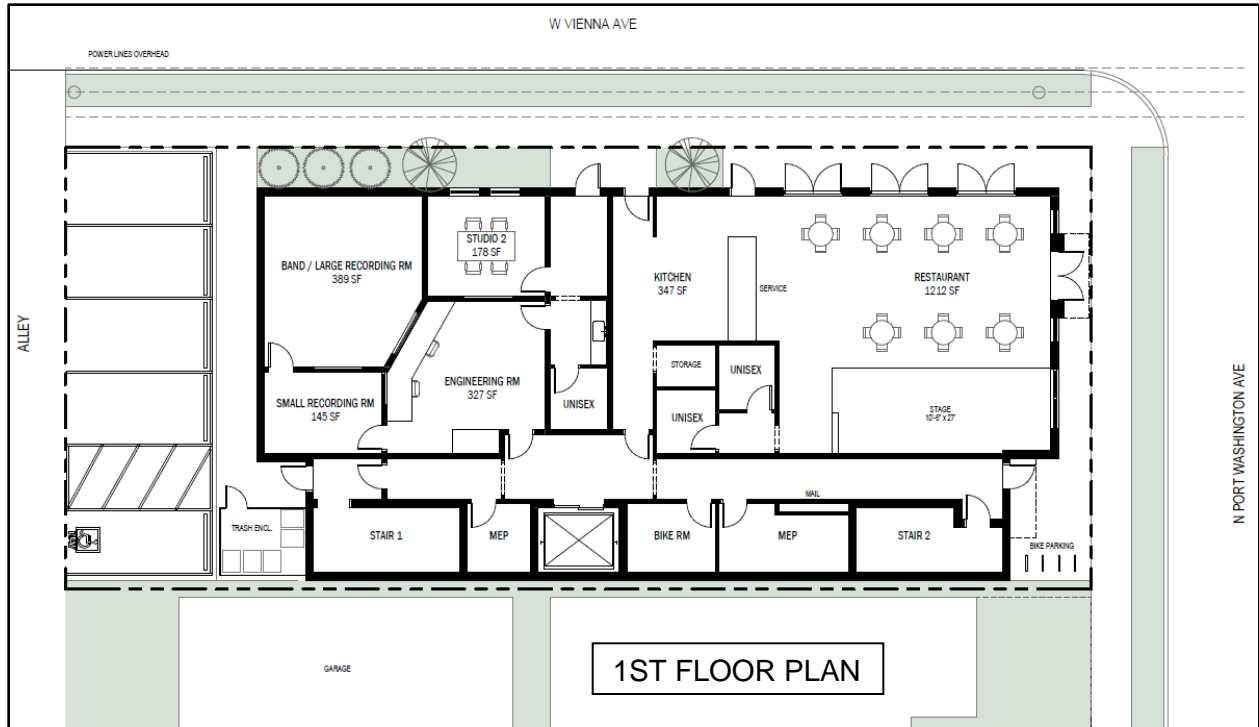 W VIENNA AVE
POWER LINES OVERHEAD
ALLEY
BAND / LARGE RECORDING RM
389 SF
STUDIO 2
178 SF
KITCHEN
347 SF
SERVICE
RESTAURANT
1212 SF
ENGINEERING RM
327 SF
SMALL RECORDING RM
145 SF
UNISEX
STORAGE
UNISEX
UNISEX
STAGE
10'-6" x 27'
N PORT WASHINGTON AVE
MAIL
TRASH ENCL.
STAIR 1
MEP
BIKE RM
MEP
STAIR 2
BIKE PARKING
GARAGE
1ST FLOOR PLAN